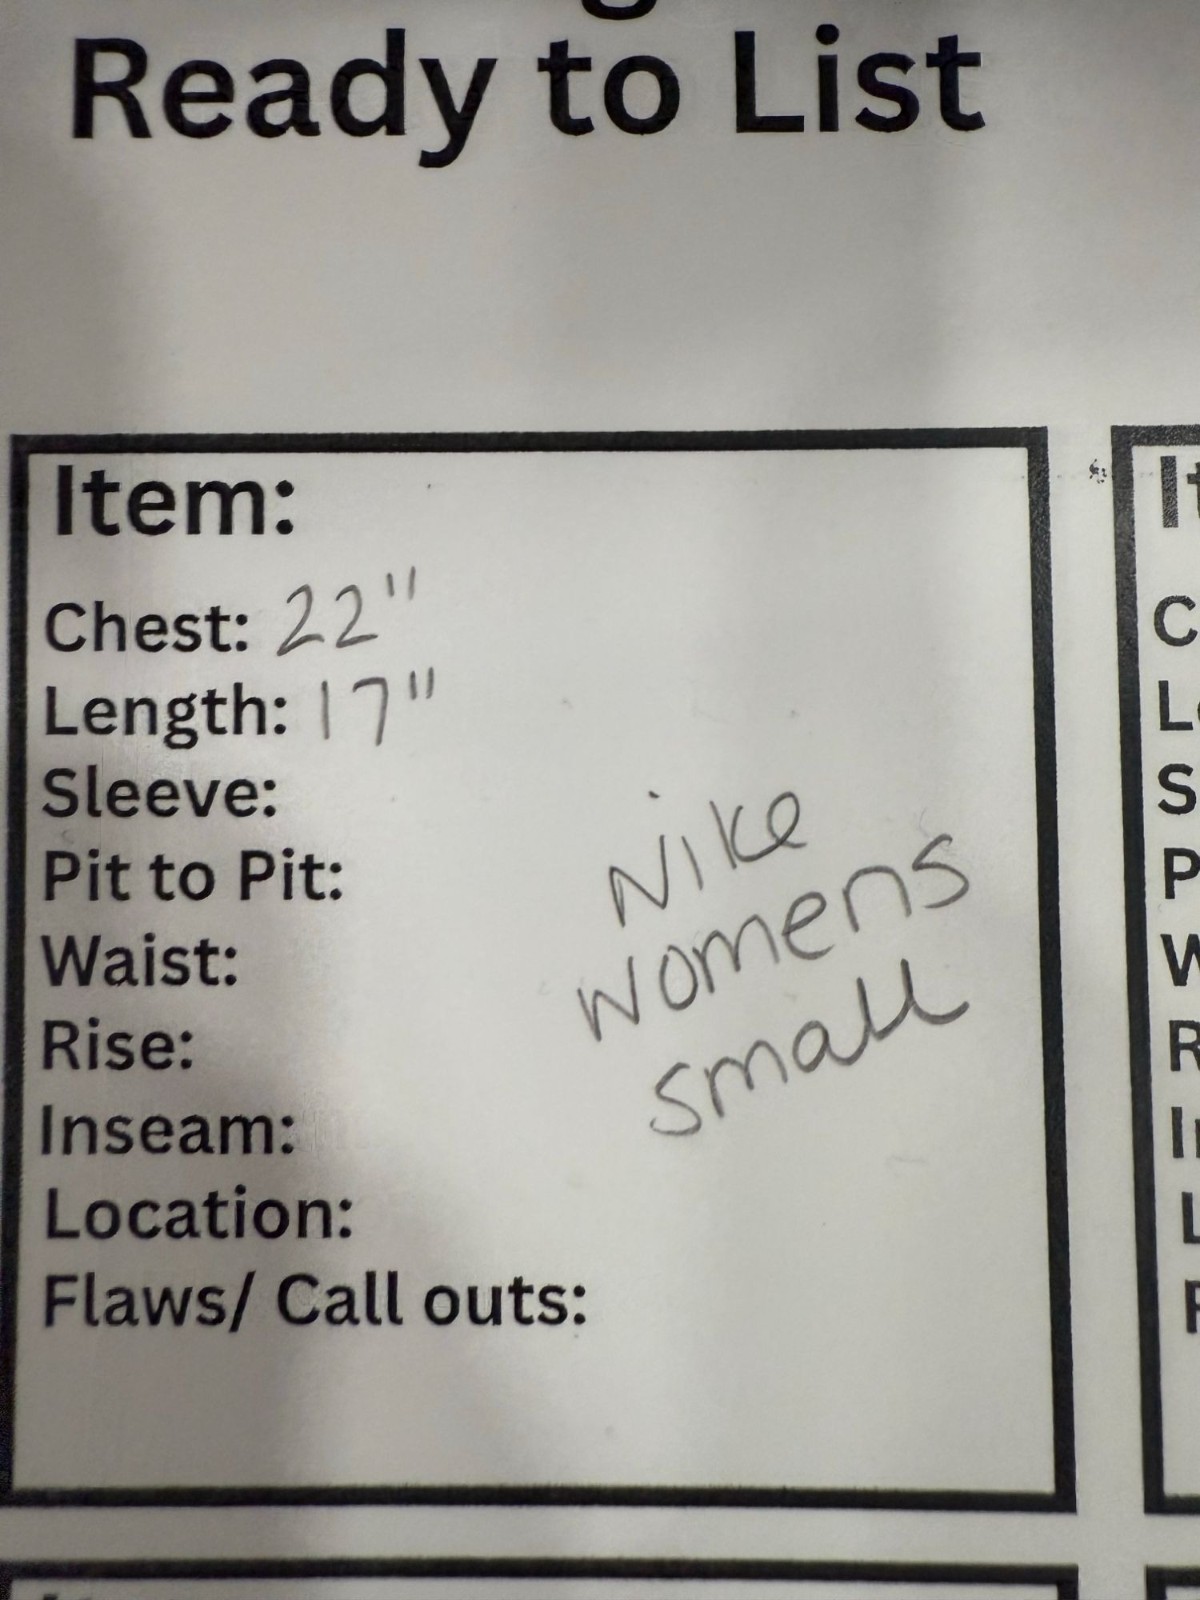 Ready to List
Item:
Chest: 22"
Length: 17"
Sleeve:
Pit to Pit:
Waist:
Rise:
Inseam:
Location:
Flaws/ Call outs:
Nike
womens
small